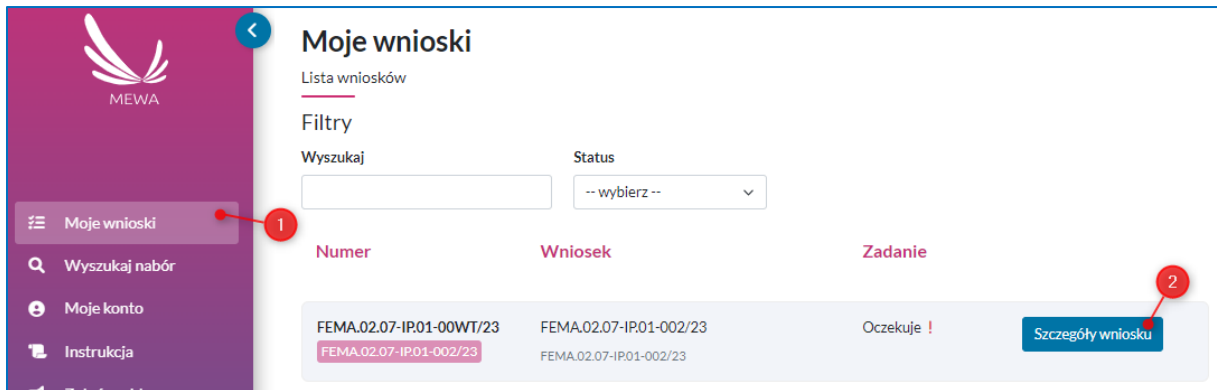 MEWA
Moje wnioski
Wyszukaj nabór
Moje konto
Instrukcja
Moje wnioski
Lista wniosków
Filtry
Wyszukaj Status
-- wybierz --
1
Numer Wniosek Zadanie
2
FEMA.02.07-IP.01-00WT/23 FEMA.02.07-IP.01-002/23 Oczekuje ! Szczegóły wniosku
FEMA.02.07-IP.01-002/23 FEMA.02.07-IP.01-002/23